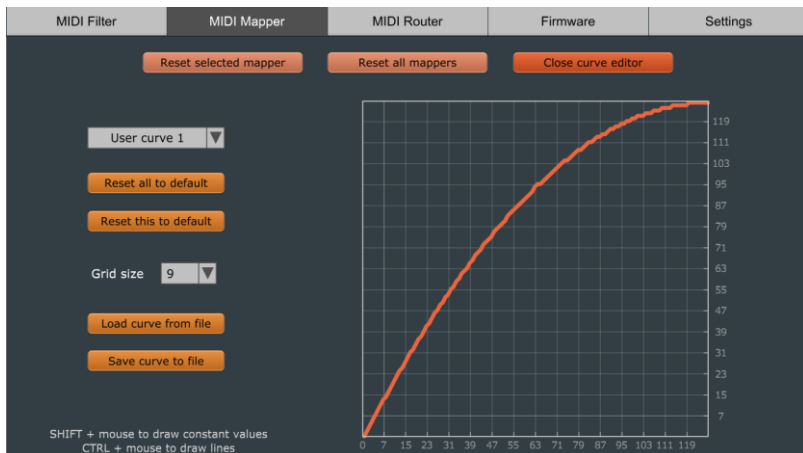 MIDI Filter MIDI Mapper MIDI Router Firmware Settings
Reset selected mapper Reset all mappers Close curve editor
User curve 1
Reset all to default
Reset this to default
Grid size 9
Load curve from file
Save curve to file
SHIFT + mouse to draw constant values
CTRL + mouse to draw lines
119
111
103
95
87
79
71
63
55
47
39
31
23
15
7
0 7 15 23 31 39 47 55 63 71 79 87 95 103 111 119